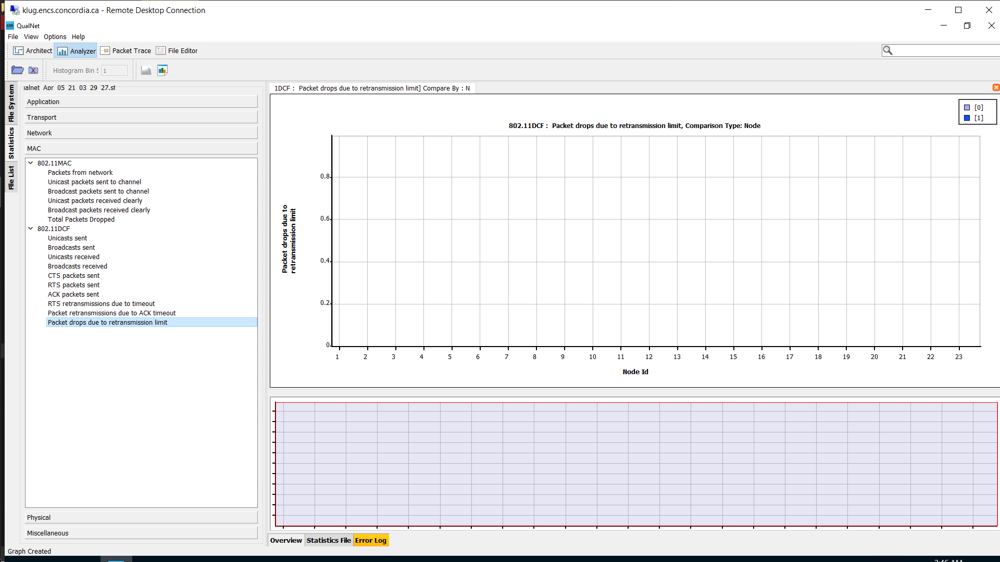 klug.encs.concordia.ca - Remote Desktop Connection
QN QualNet
File View Options Help
Architect Analyzer Packet Trace File Editor
Histogram Bin S 1
File System
Statistics
File List
alnet Apr 05 21 03 29 27.st
Application
Transport
Network
MAC
802.11MAC
Packets from network
Unicast packets sent to channel
Broadcast packets sent to channel
Unicast packets received clearly
Broadcast packets received clearly
Total Packets Dropped
802.11DCF
Unicasts sent
Broadcasts sent
Unicasts received
Broadcasts received
CTS packets sent
RTS packets sent
ACK packets sent
RTS retransmissions due to timeout
Packet retransmissions due to ACK timeout
Packet drops due to retransmission limit
Physical
Miscellaneous
1DCF : Packet drops due to retransmission limit] Compare By : N
[0]
[1]
802.11DCF : Packet drops due to retransmission limit, Comparison Type: Node
Packet drops due to
retransmission limit
0.8
0.6
0.4
0.2
0
1 2 3 4 5 6 7 8 9 10 11 12 13 14 15 16 17 18 19 20 21 22 23
Node Id
Overview Statistics File Error Log
Graph Created
2:46 AM